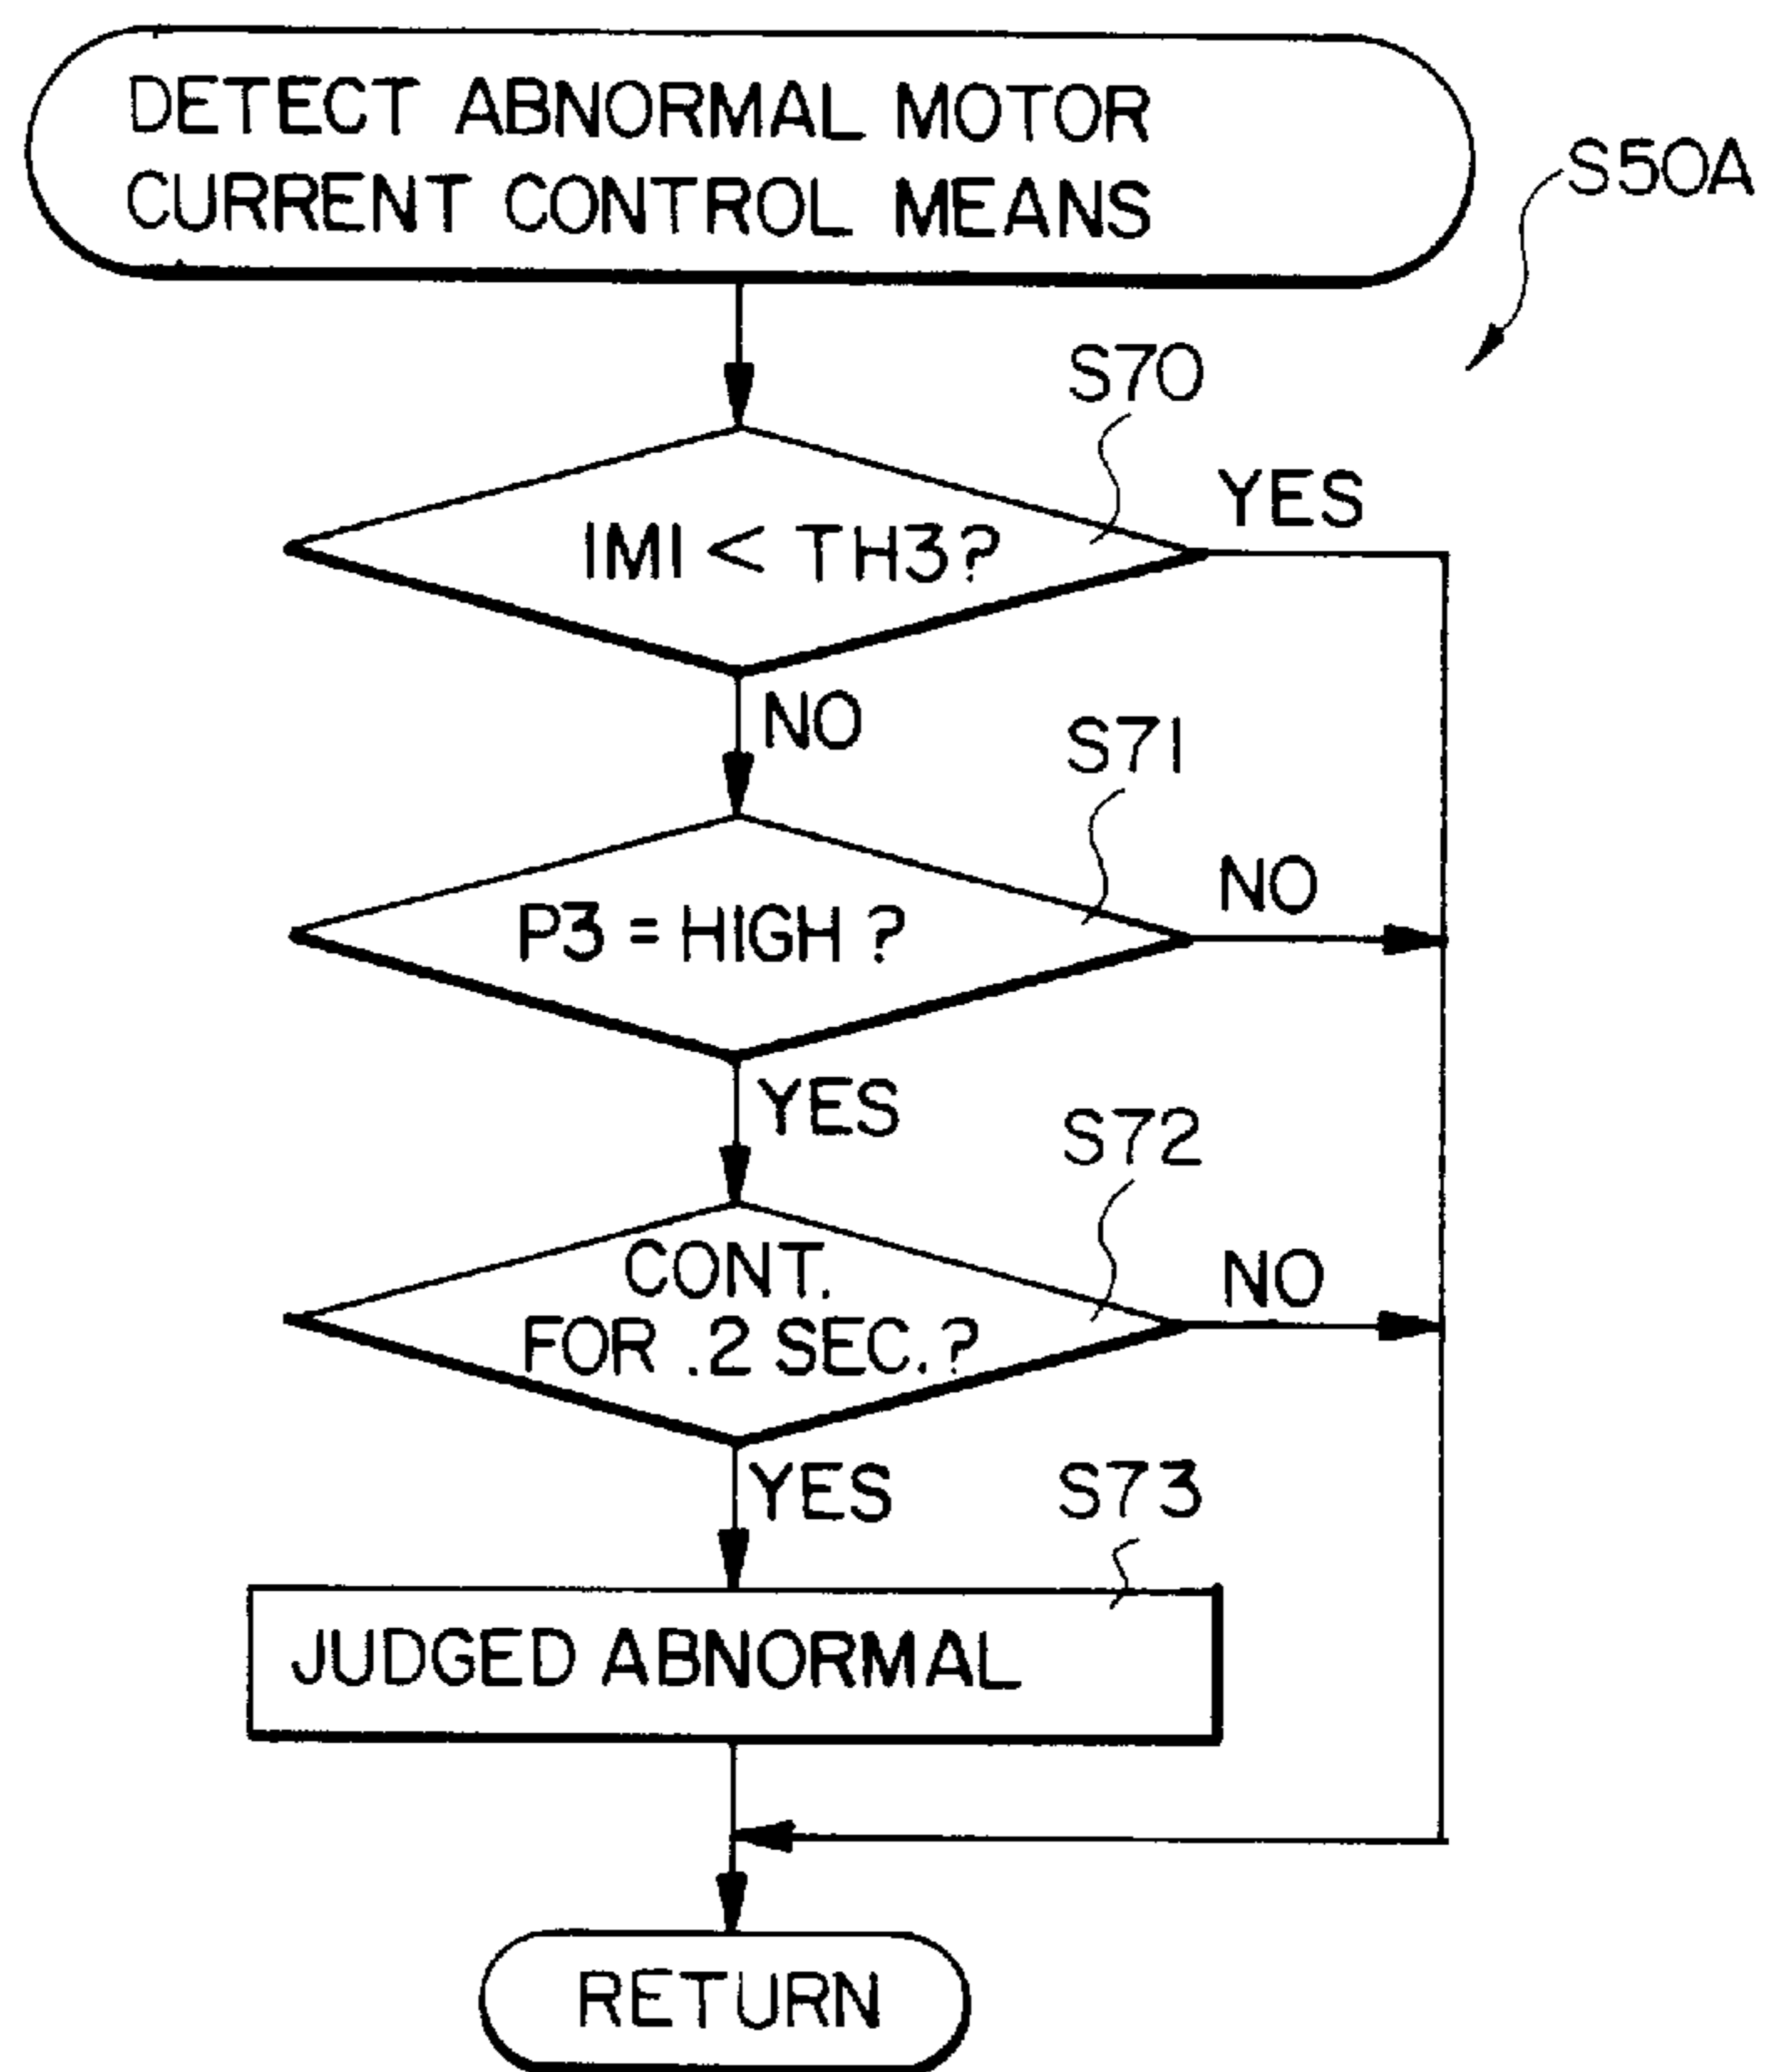 DETECT ABNORMAL MOTOR
CURRENT CONTROL MEANS
S50A
S70
IMI < TH3?
YES
NO
S71
P3 = HIGH ?
NO
YES
S72
CONT.
FOR .2 SEC.?
NO
YES
S73
JUDGED ABNORMAL
RETURN